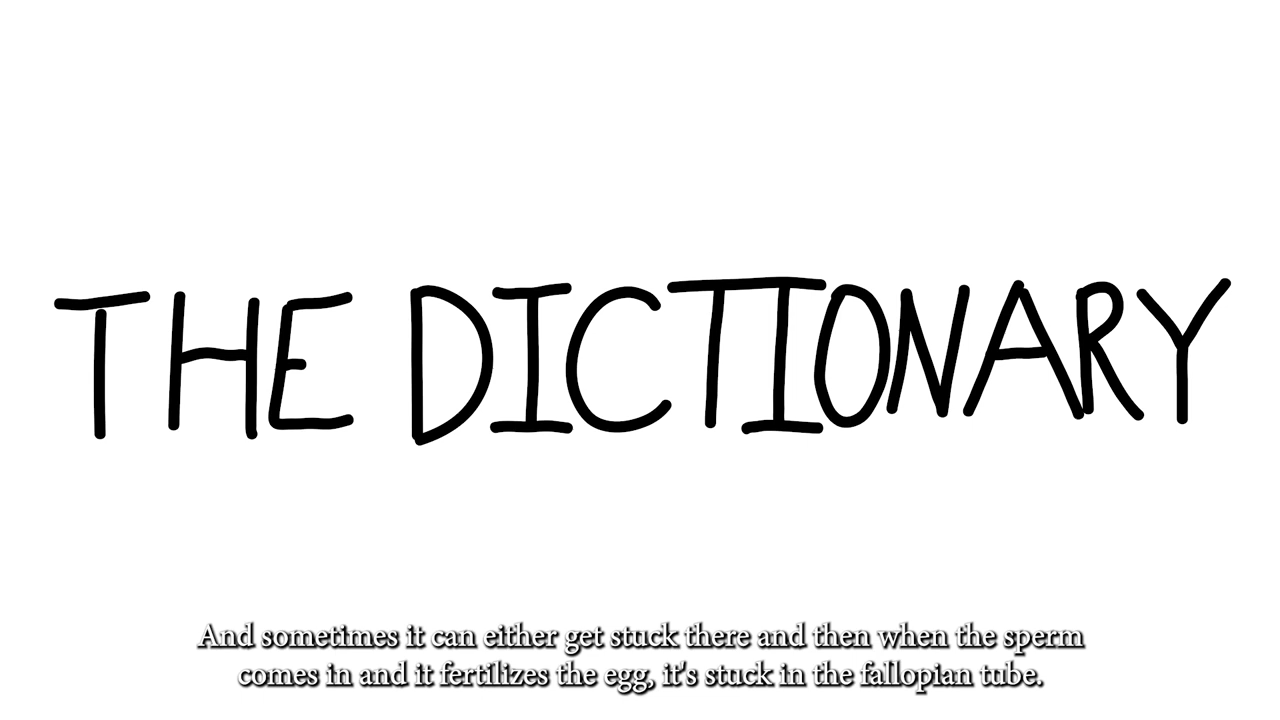 THE DICTIONARY
And sometimes it can either get stuck there and then when the sperm
comes in and it fertilizes the egg, it's stuck in the fallopian tube.